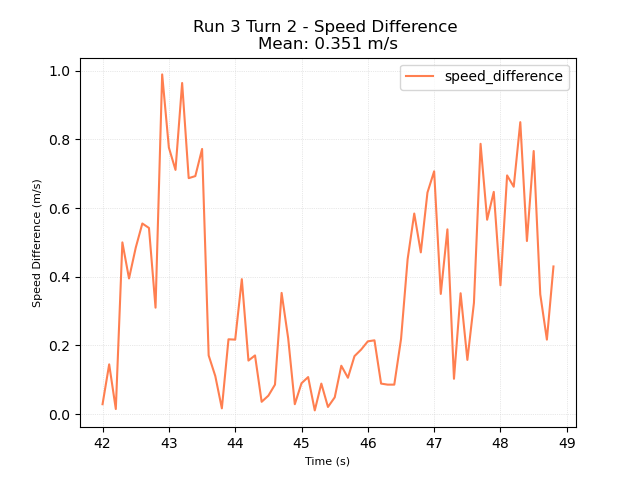 Run 3 Turn 2 - Speed Difference
Mean: 0.351 m/s
speed_difference
Speed Difference (m/s)
1.0
0.8
0.6
0.4
0.2
0.0
42 43 44 45 46 47 48 49
Time (s)